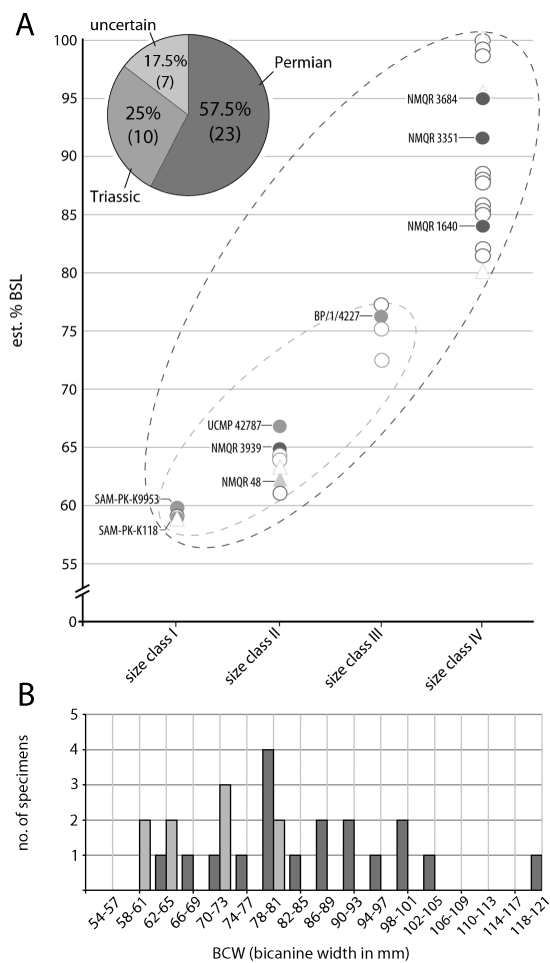 A
uncertain
17.5%
(7)
Permian
57.5%
(23)
25%
(10)
Triassic
est. % BSL
100
95
90
85
80
75
70
65
60
55
0
NMQR 3684
NMQR 3351
NMQR 1640
BP/1/4227
UCMP 42787
NMQR 3939
NMQR 48
SAM-PK-K9953
SAM-PK-K118
size class I
size class II
size class III
size class IV
B
no. of specimens
5
4
3
2
1
54-57
58-61
62-65
66-69
70-73
74-77
78-81
82-85
86-89
90-93
94-97
98-101
102-105
106-109
110-113
114-117
118-121
BCW (bicanine width in mm)